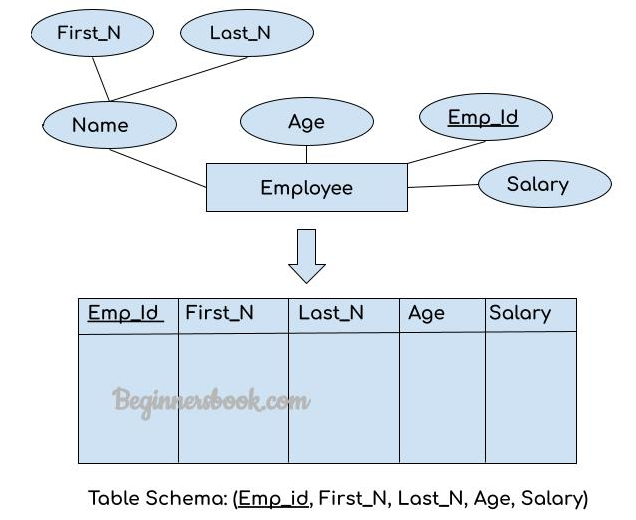 First_N Last_N
Name Age Emp_Id
Employee Salary
Emp_Id First_N Last_N Age Salary
Beginnersbook.com
Table Schema: (Emp_id, First_N, Last_N, Age, Salary)